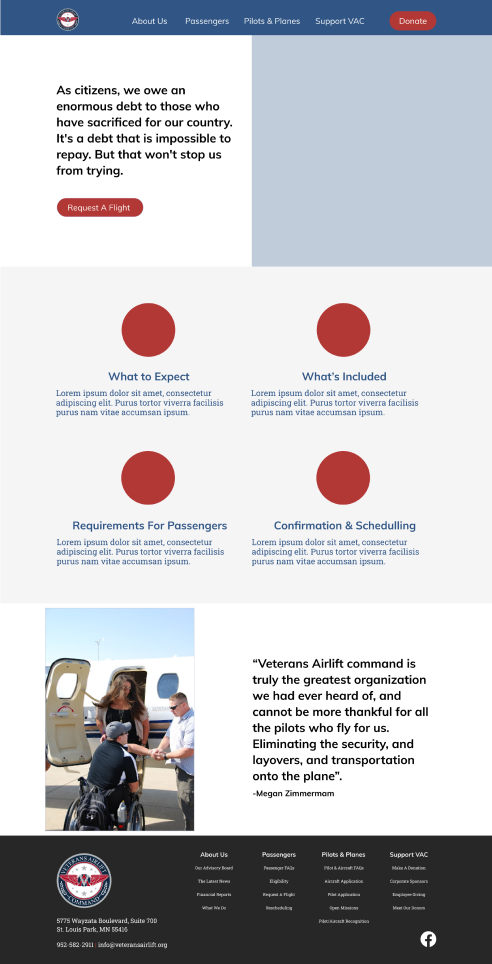 About Us Passengers Pilots & Planes Support VAC Donate
As citizens, we owe an
enormous debt to those who
have sacrificed for our country.
It's a debt that is impossible to
repay. But that won't stop us
from trying.
Request A Flight
What to Expect
Lorem ipsum dolor sit amet, consectetur
adipiscing elit. Purus tortor viverra facilisis
purus nam vitae accumsan ipsum.
What’s Included
Lorem ipsum dolor sit amet, consectetur
adipiscing elit. Purus tortor viverra facilisis
purus nam vitae accumsan ipsum.
Requirements For Passengers
Lorem ipsum dolor sit amet, consectetur
adipiscing elit. Purus tortor viverra facilisis
purus nam vitae accumsan ipsum.
Confirmation & Schedulling
Lorem ipsum dolor sit amet, consectetur
adipiscing elit. Purus tortor viverra facilisis
purus nam vitae accumsan ipsum.
“Veterans Airlift command is
truly the greatest organization
we had ever heard of, and
cannot be more thankful for all
the pilots who fly for us.
Eliminating the security, and
layovers, and transportation
onto the plane”.
-Megan Zimmermam
VETERANS AIRLIFT
COMMAND
5775 Wayzata Boulevard, Suite 700
St. Louis Park, MN 55416
952-582-2911 | info@veteransairlift.org
About Us
Our Advisory Board
The Latest News
Financial Reports
What We Do
Passengers
Passenger FAQs
Eligibility
Request A Flight
Rescheduling
Pilots & Planes
Pilot & Aircraft FAQs
Aircraft Application
Pilot Application
Open Missions
Pilot/Aircraft Recognition
Support VAC
Make A Donation
Corporate Sponsors
Employee Giving
Meet Our Donors